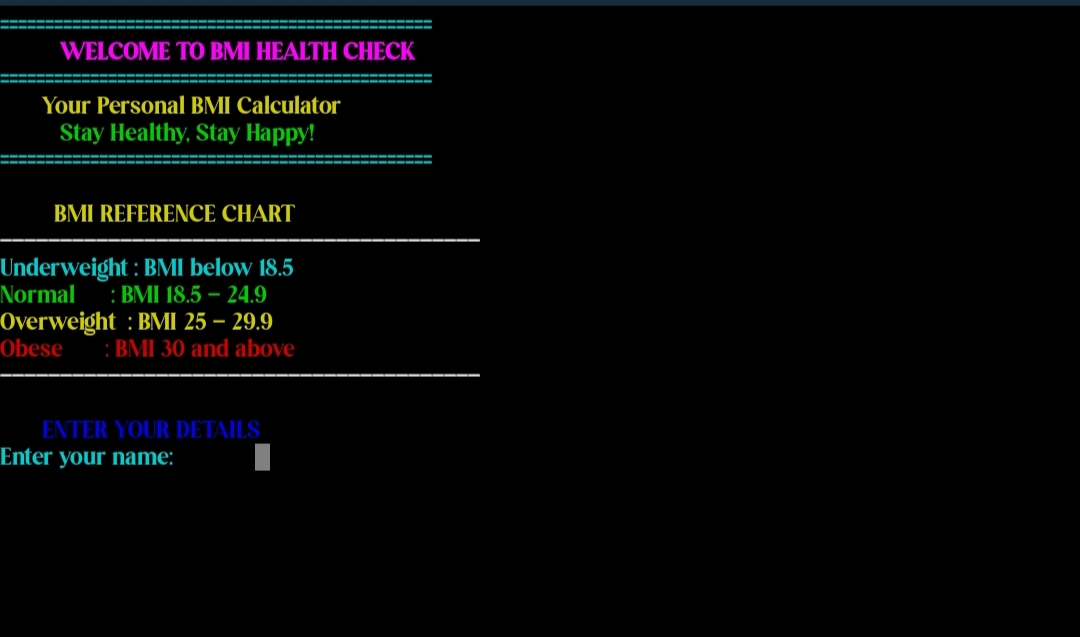 ================================================
WELCOME TO BMI HEALTH CHECK
================================================
Your Personal BMI Calculator
Stay Healthy, Stay Happy!
================================================
BMI REFERENCE CHART
----------------------------------------
Underweight : BMI below 18.5
Normal : BMI 18.5 – 24.9
Overweight : BMI 25 – 29.9
Obese : BMI 30 and above
----------------------------------------
ENTER YOUR DETAILS
Enter your name: